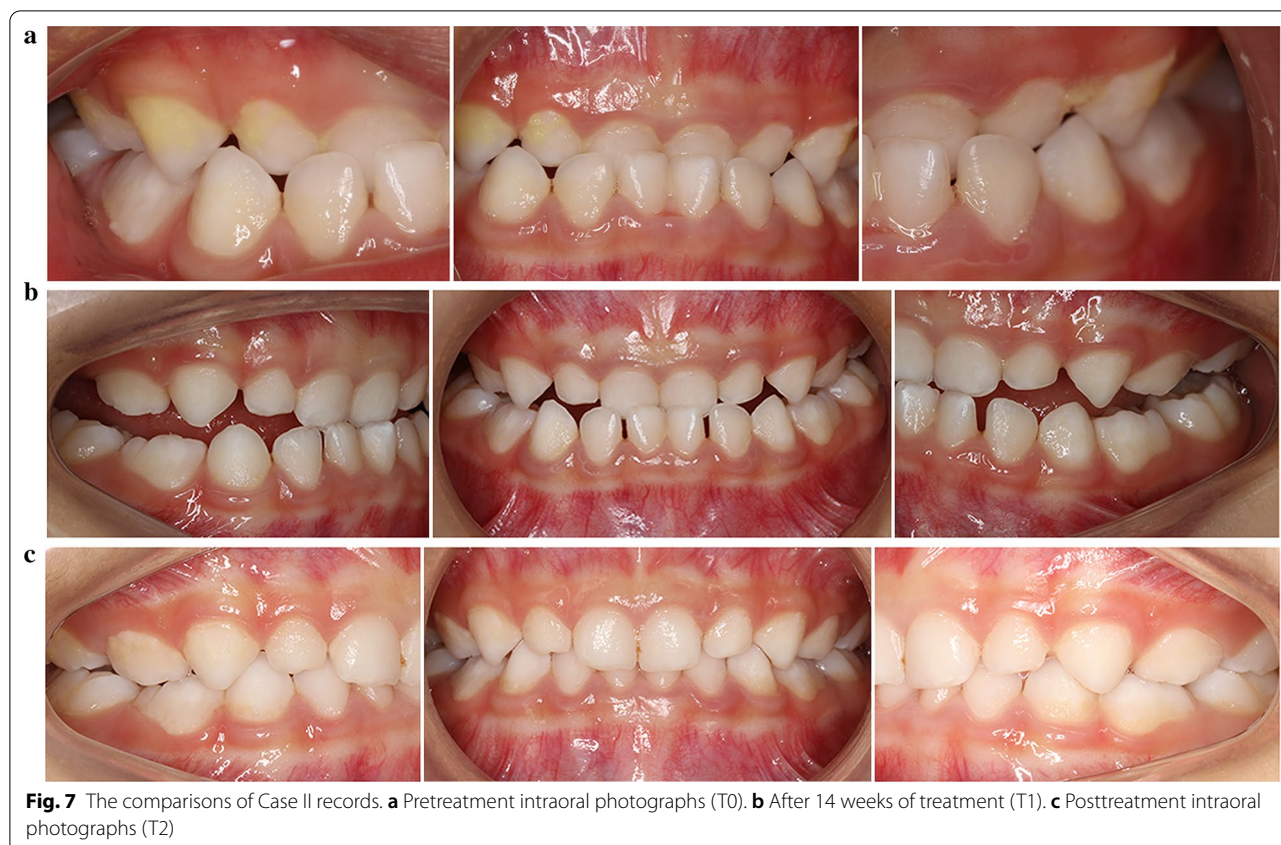 a
b
c
Fig. 7 The comparisons of Case II records. a Pretreatment intraoral photographs (T0). b After 14 weeks of treatment (T1). c Posttreatment intraoral
photographs (T2)